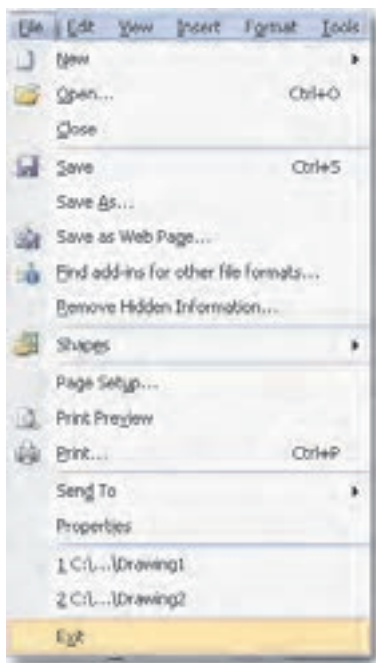 File Edit View Insert Format Tools
New
Open... Ctrl+O
Close
Save Ctrl+S
Save As...
Save as Web Page...
Find add-ins for other file formats...
Remove Hidden Information...
Shapes
Page Setup...
Print Preview
Print... Ctrl+P
Send To
Properties
1 C:\...\Drawing1
2 C:\...\Drawing2
Exit